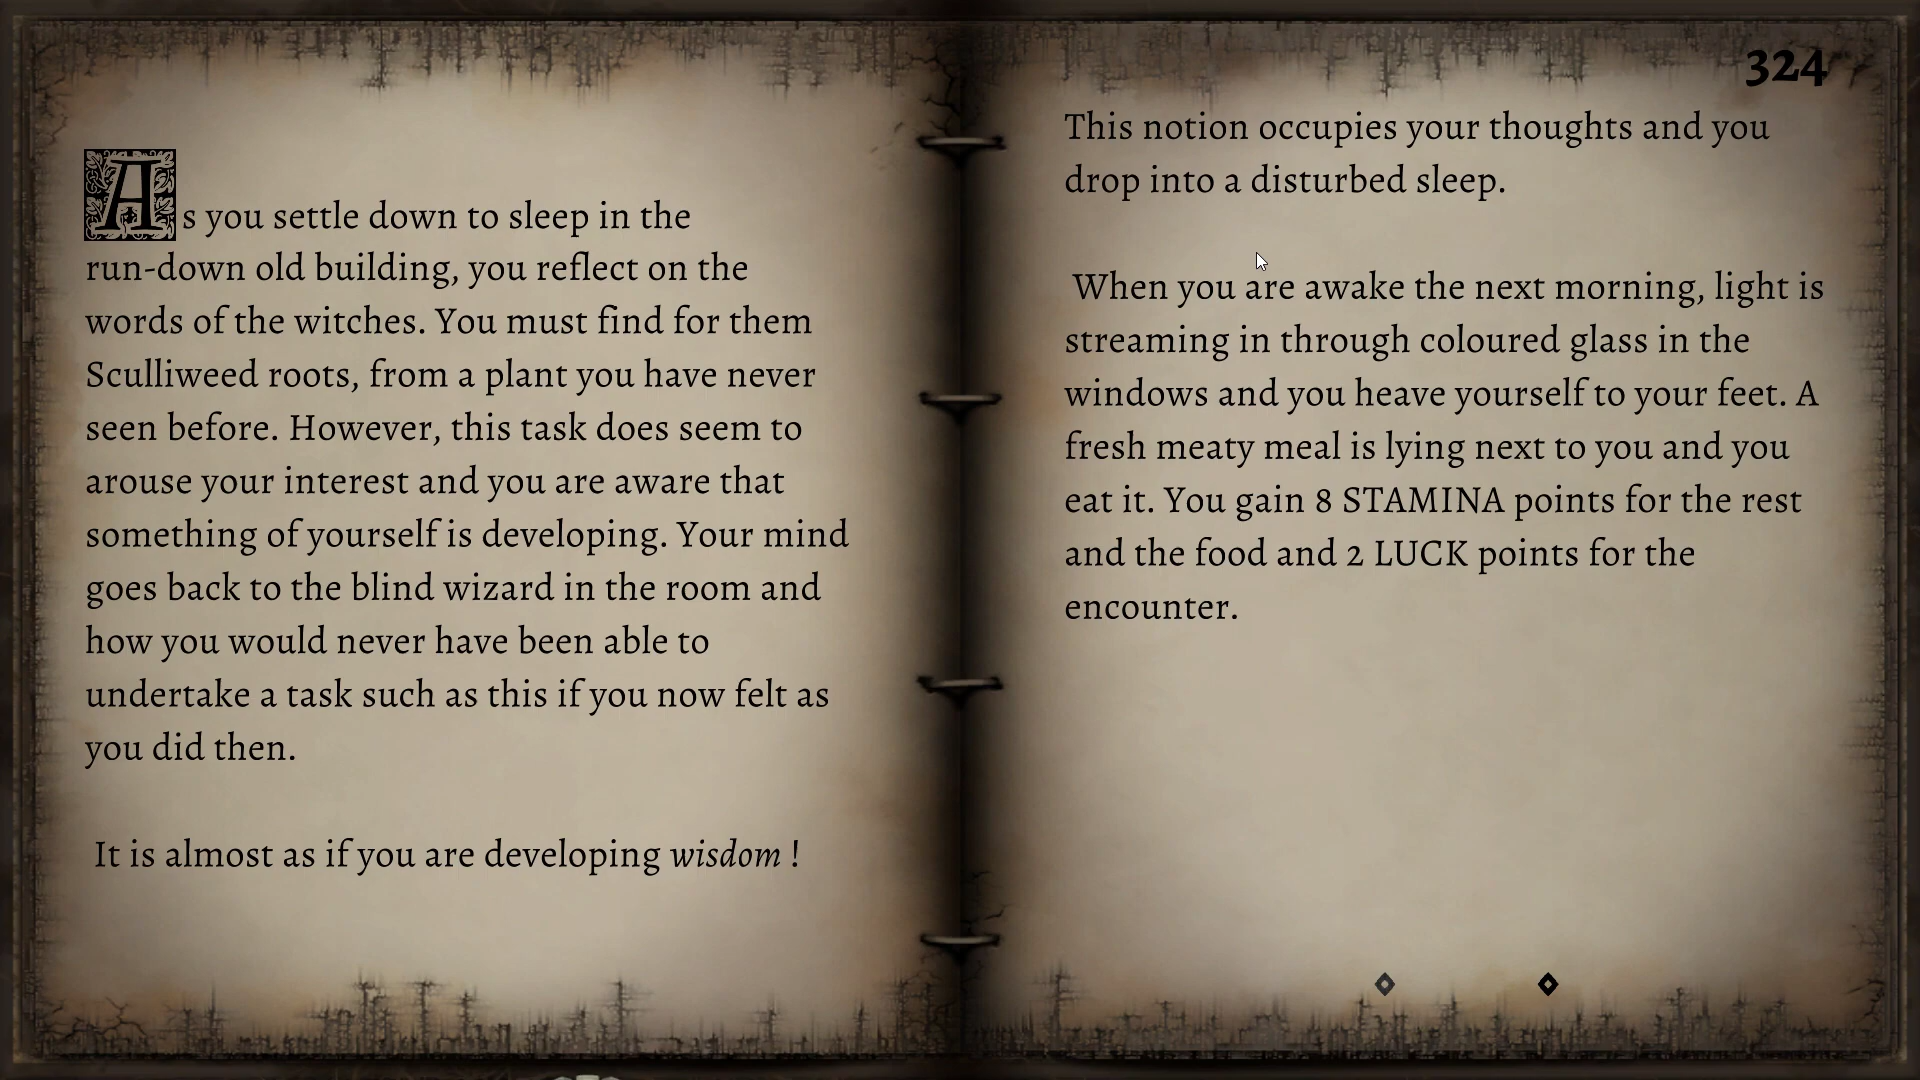 As you settle down to sleep in the
run-down old building, you reflect on the
words of the witches. You must find for them
Sculliweed roots, from a plant you have never
seen before. However, this task does seem to
arouse your interest and you are aware that
something of yourself is developing. Your mind
goes back to the blind wizard in the room and
how you would never have been able to
undertake a task such as this if you now felt as
you did then.
It is almost as if you are developing wisdom !
324
This notion occupies your thoughts and you
drop into a disturbed sleep.
When you are awake the next morning, light is
streaming in through coloured glass in the
windows and you heave yourself to your feet. A
fresh meaty meal is lying next to you and you
eat it. You gain 8 STAMINA points for the rest
and the food and 2 LUCK points for the
encounter.